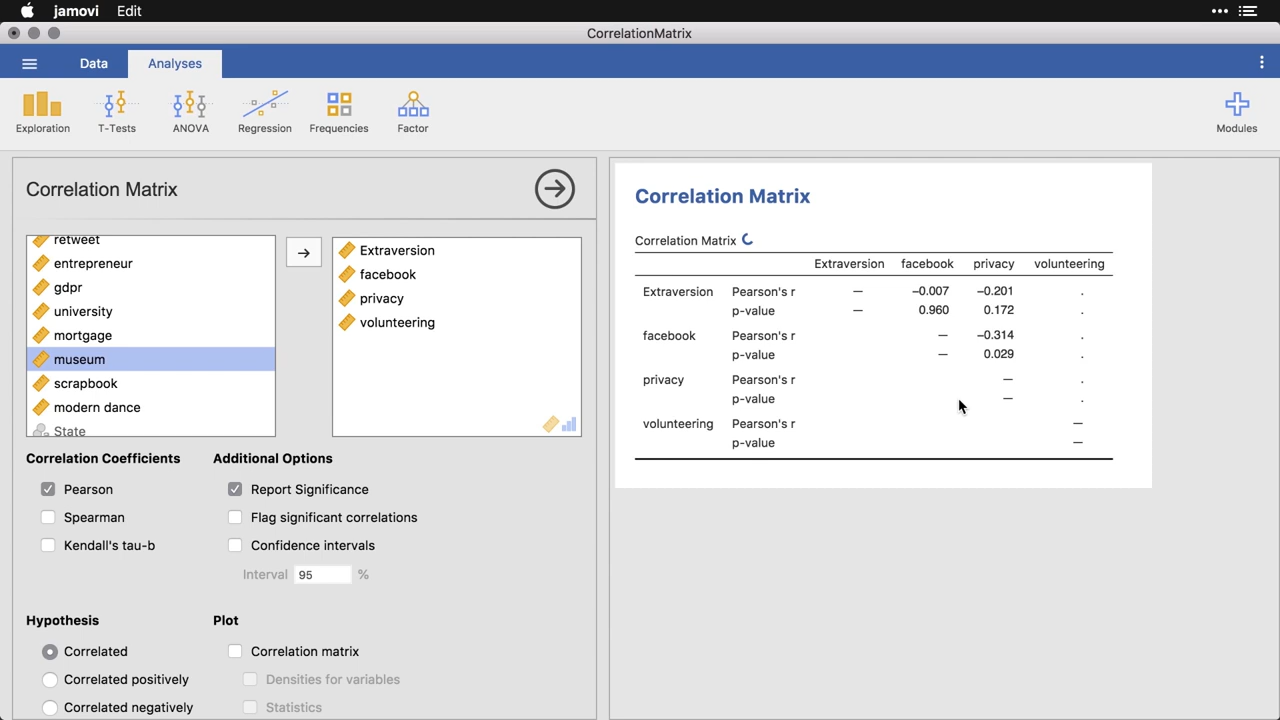 jamovi Edit
CorrelationMatrix
Data Analyses
Exploration T-Tests ANOVA Regression Frequencies Factor Modules
Correlation Matrix
retweet
entrepreneur
gdpr
university
mortgage
museum
scrapbook
modern dance
State
Extraversion
facebook
privacy
volunteering
Correlation Coefficients
Pearson
Spearman
Kendall's tau-b
Additional Options
Report Significance
Flag significant correlations
Confidence intervals
Interval 95 %
Hypothesis
Correlated
Correlated positively
Correlated negatively
Plot
Correlation matrix
Densities for variables
Statistics
Correlation Matrix
Correlation Matrix
Extraversion facebook privacy volunteering
Extraversion Pearson's r — -0.007 -0.201 .
p-value — 0.960 0.172 .
facebook Pearson's r — -0.314 .
p-value — 0.029 .
privacy Pearson's r — .
p-value — .
volunteering Pearson's r —
p-value —